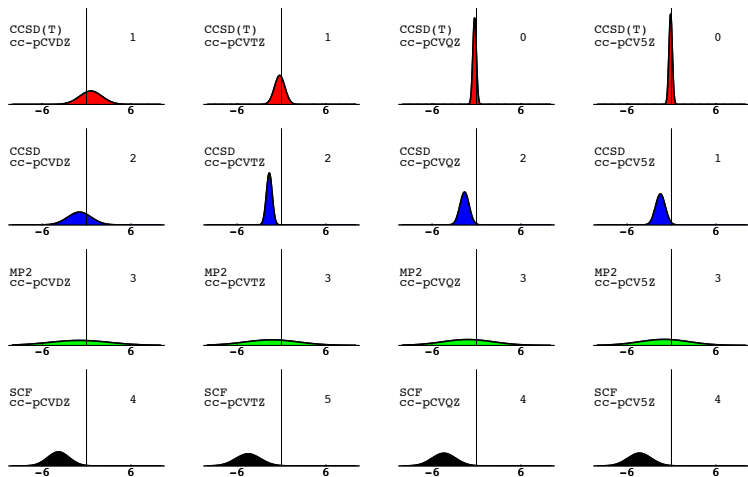 CCSD(T)
cc-pCVDZ
1
-6
6
CCSD(T)
cc-pCVTZ
1
-6
6
CCSD(T)
cc-pCVQZ
0
-6
6
CCSD(T)
cc-pCV5Z
0
-6
6
CCSD
cc-pCVDZ
2
-6
6
CCSD
cc-pCVTZ
2
-6
6
CCSD
cc-pCVQZ
2
-6
6
CCSD
cc-pCV5Z
1
-6
6
MP2
cc-pCVDZ
3
-6
6
MP2
cc-pCVTZ
3
-6
6
MP2
cc-pCVQZ
3
-6
6
MP2
cc-pCV5Z
3
-6
6
SCF
cc-pCVDZ
4
-6
6
SCF
cc-pCVTZ
5
-6
6
SCF
cc-pCVQZ
4
-6
6
SCF
cc-pCV5Z
4
-6
6